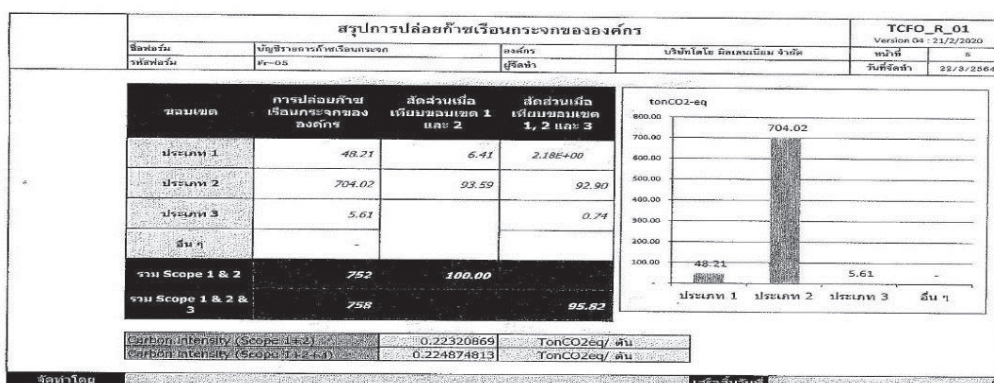 สรุปการปล่อยก๊าซเรือนกระจกขององค์กร
TCFO_R_01
Version 04 : 21/2/2020
ชื่อฟอร์ม บัญชีรายการก๊าซเรือนกระจก องค์กร บริษัทโตโย มิลเลนเนียม จำกัด หน้าที่
รหัสฟอร์ม Fr-05 ผู้จัดทำ วันที่จัดทำ 22/3/2564
ขอบเขต การปล่อยก๊าซเรือนกระจกขององค์กร สัดส่วนเมื่อเทียบขอบเขต 1 และ 2 สัดส่วนเมื่อเทียบขอบเขต 1, 2 และ 3
ประเภท 1 48.21 6.41 2.18E+00
ประเภท 2 704.02 93.59 92.90
ประเภท 3 5.61 0.74
อื่น ๆ -
รวม Scope 1 & 2 752 100.00
รวม Scope 1 & 2 & 3 758 95.82
tonCO2-eq
800.00
700.00
600.00
500.00
400.00
300.00
200.00
100.00
-
48.21 704.02 5.61 -
ประเภท 1 ประเภท 2 ประเภท 3 อื่น ๆ
Carbon Intensity (Scope 1+2) 0.22320869 TonCO2eq/ ตัน
Carbon Intensity (Scope 1+2+3) 0.224874813 TonCO2eq/ ตัน
จัดทำโดย เสร็จสิ้นวันที่